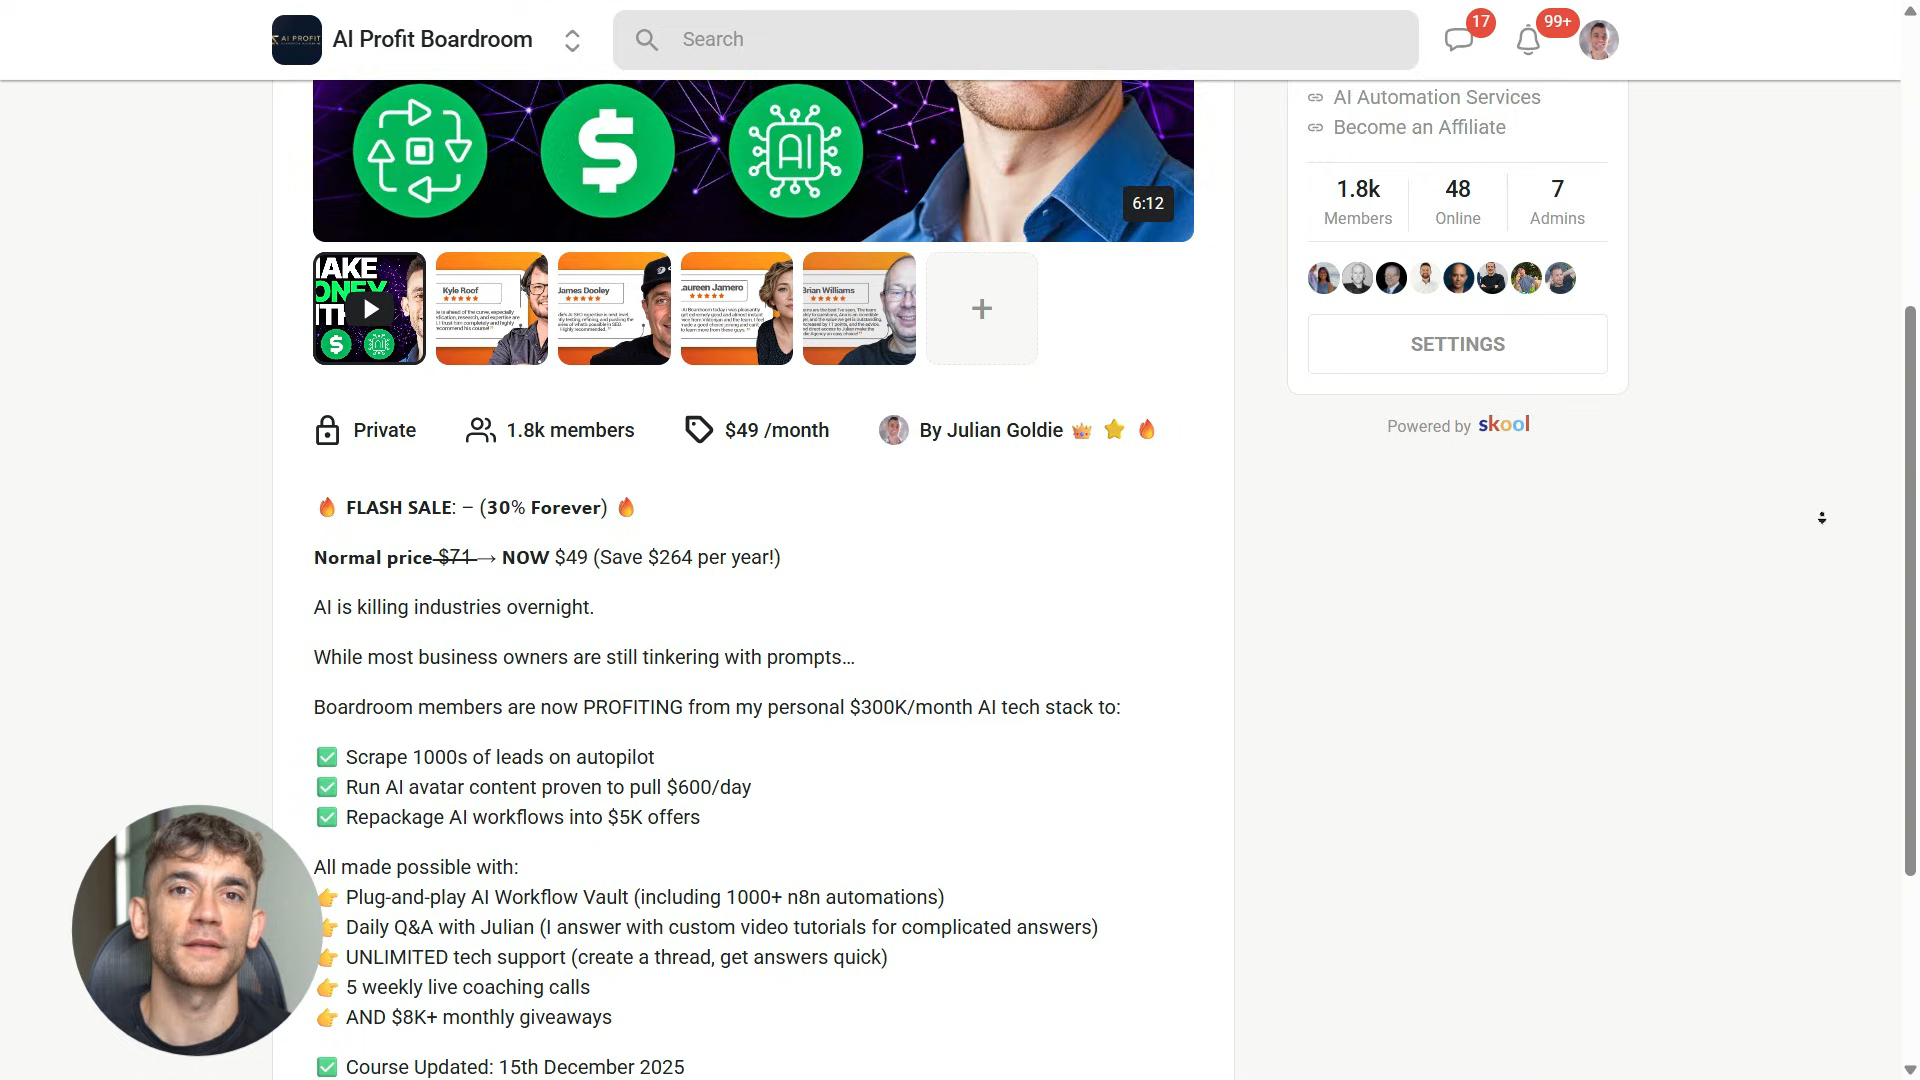 AI PROFIT
AI Profit Boardroom
Search
17
99+
AI
6:12
AI Automation Services
Become an Affiliate
1.8k
Members
48
Online
7
Admins
SETTINGS
Powered by skool
Kyle Roof
James Dooley
aureen Jamero
Brian Williams
Private
1.8k members
$49 /month
By Julian Goldie 👑 ⭐ 🔥
🔥 FLASH SALE: – (30% Forever) 🔥
Normal price $71 → NOW $49 (Save $264 per year!)
AI is killing industries overnight.
While most business owners are still tinkering with prompts…
Boardroom members are now PROFITING from my personal $300K/month AI tech stack to:
✅ Scrape 1000s of leads on autopilot
✅ Run AI avatar content proven to pull $600/day
✅ Repackage AI workflows into $5K offers
All made possible with:
👉 Plug-and-play AI Workflow Vault (including 1000+ n8n automations)
👉 Daily Q&A with Julian (I answer with custom video tutorials for complicated answers)
👉 UNLIMITED tech support (create a thread, get answers quick)
👉 5 weekly live coaching calls
👉 AND $8K+ monthly giveaways
✅ Course Updated: 15th December 2025